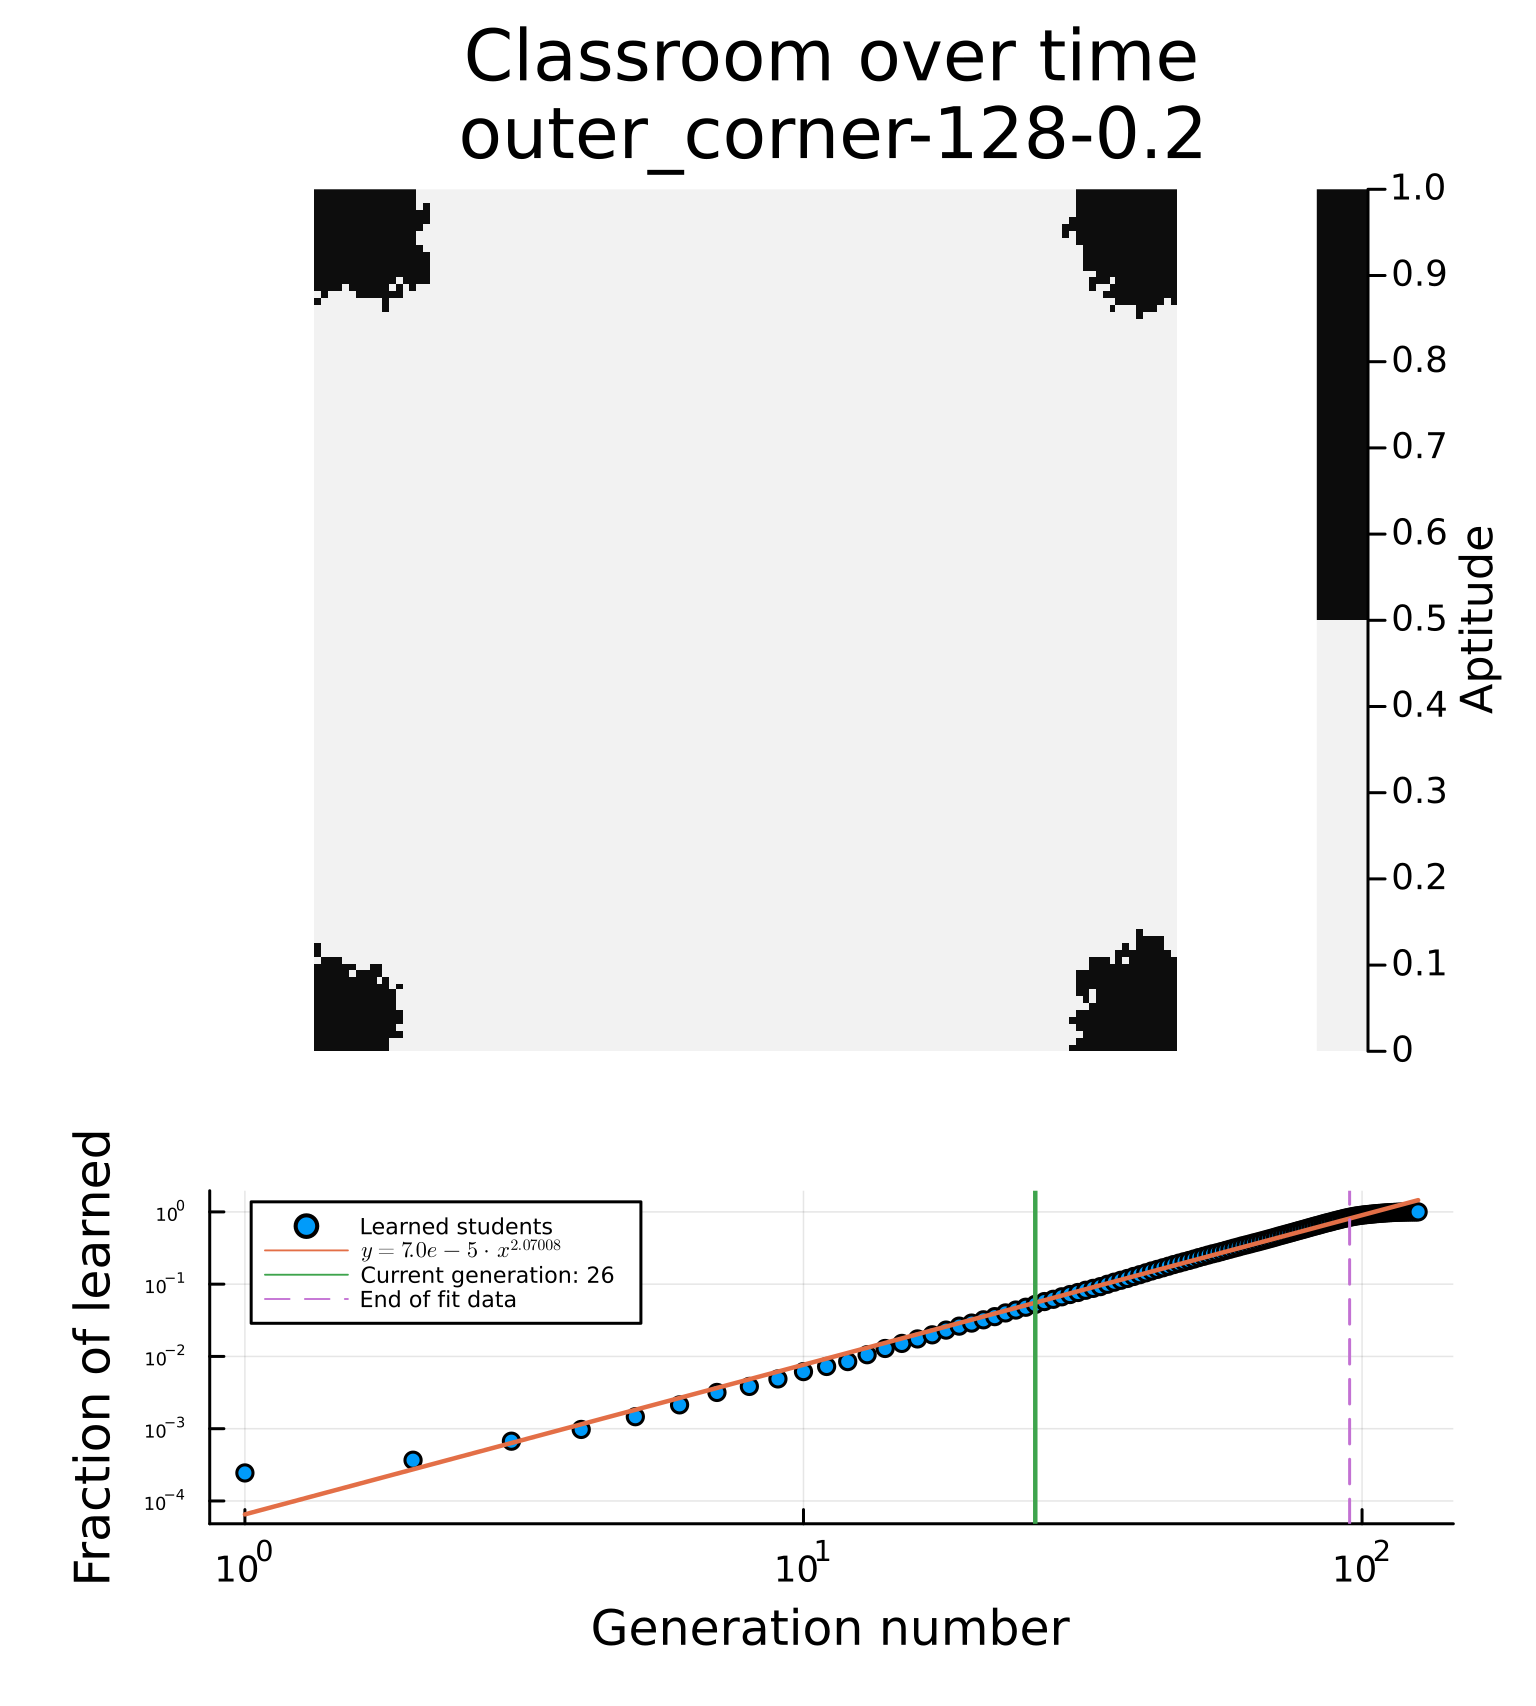 Classroom over time
outer_corner-128-0.2
1.0
0.9
0.8
0.7
0.6
0.5
0.4
0.3
0.2
0.1
0
Aptitude
Fraction of learned
10^0
10^-1
10^-2
10^-3
10^-4
Learned students
y = 7.0e − 5 · x^2.07008
Current generation: 26
End of fit data
10^0
10^1
10^2
Generation number